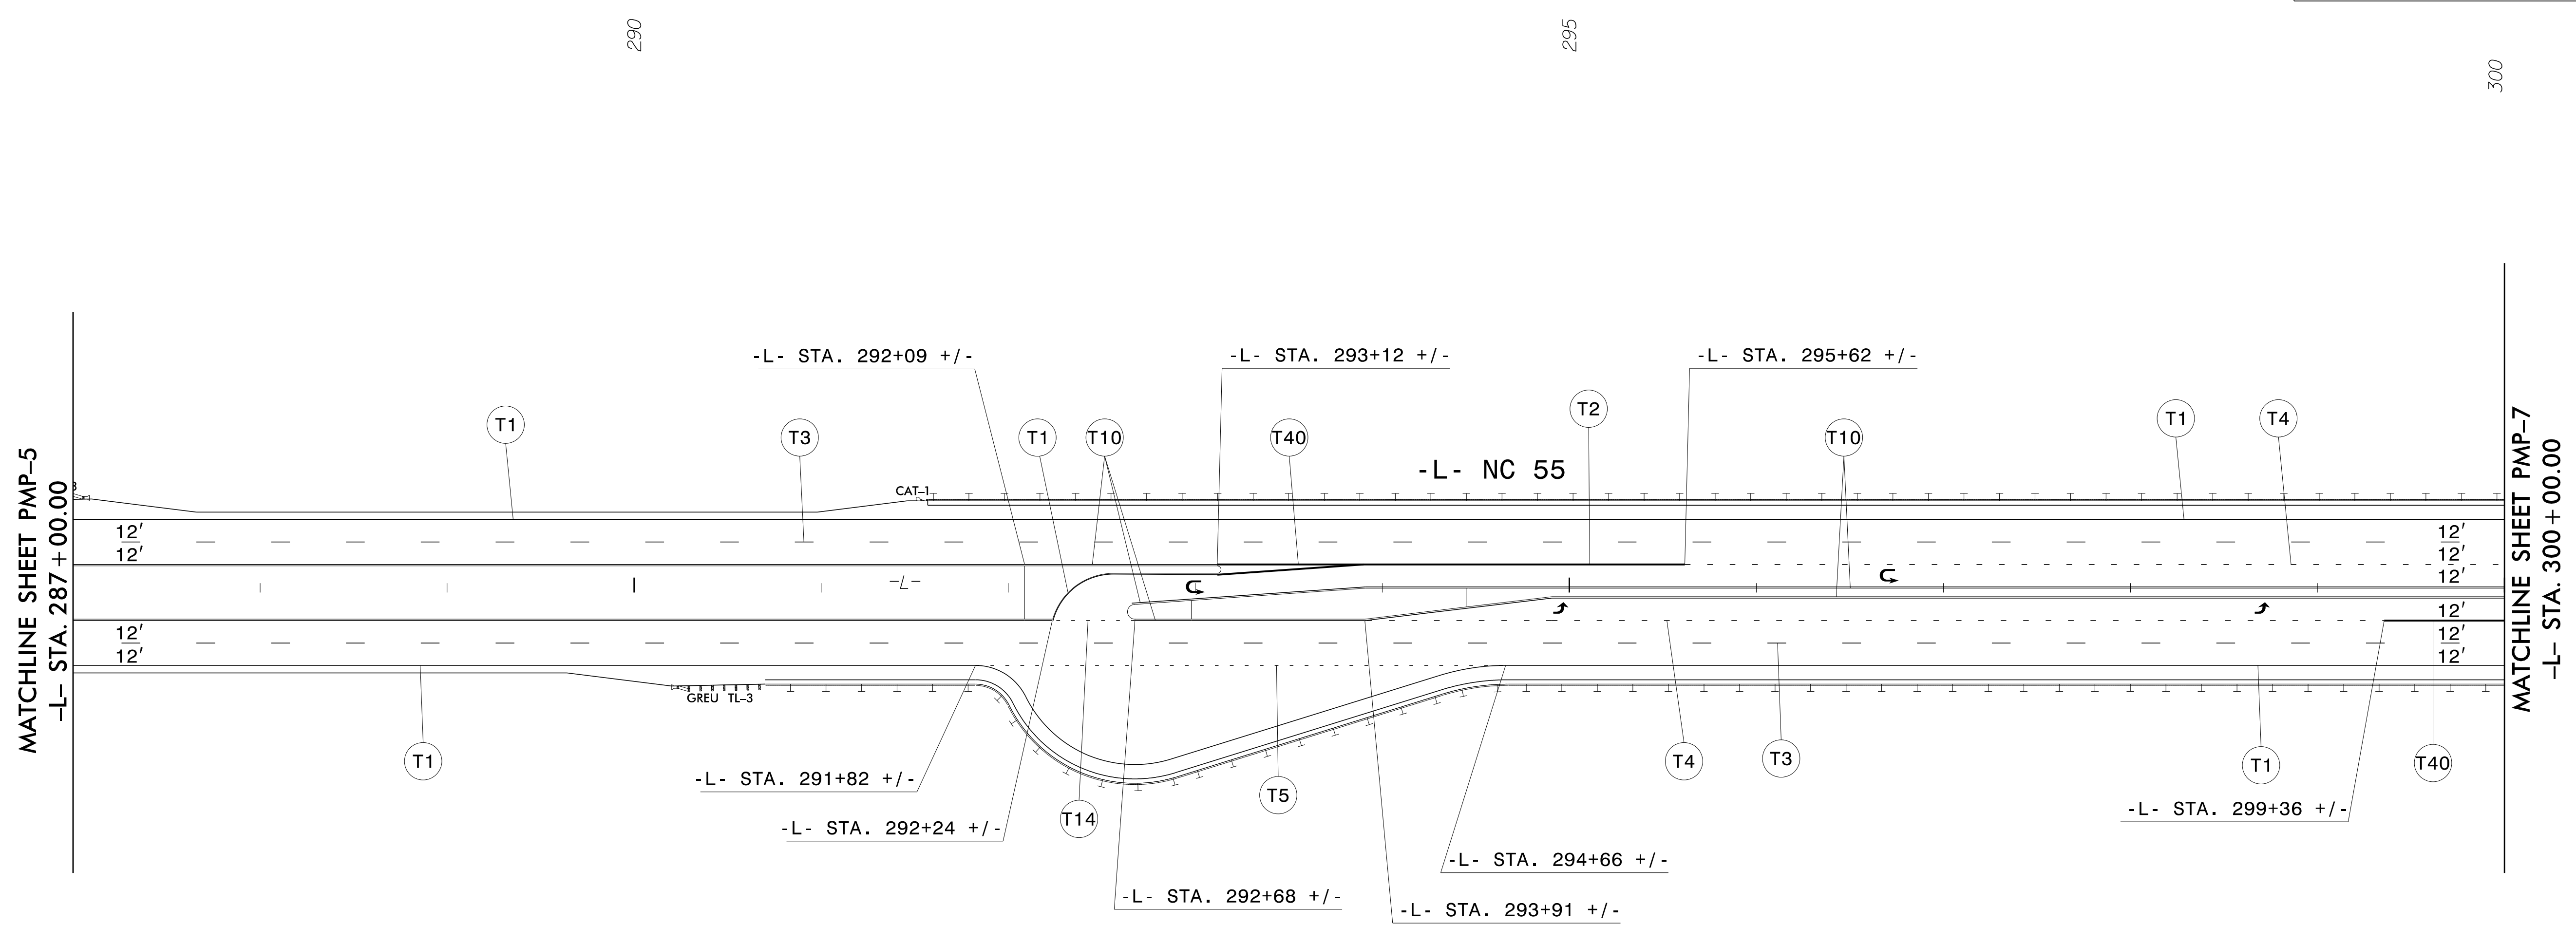 290
295
300
-L- STA. 292+09 +/-
-L- STA. 293+12 +/-
-L- STA. 295+62 +/-
T1
T3
T1
T10
T40
T2
T10
T1
T4
-L- NC 55
CAT-1
MATCHLINE SHEET PMP-5
-L- STA. 287+00.00
MATCHLINE SHEET PMP-7
-L- STA. 300+00.00
12'
12'
12'
12'
12'
-L-
12'
12'
12'
12'
12'
GREU TL-3
T1
T14
T5
T4
T3
T1
T40
-L- STA. 291+82 +/-
-L- STA. 292+24 +/-
-L- STA. 292+68 +/-
-L- STA. 293+91 +/-
-L- STA. 294+66 +/-
-L- STA. 299+36 +/-